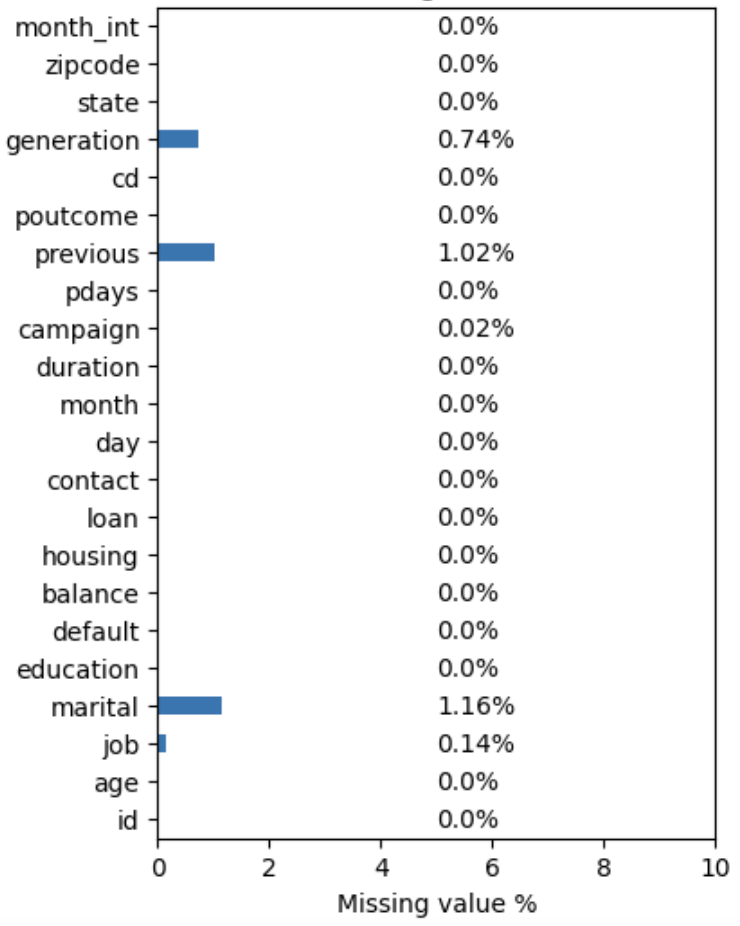 month_int 0.0%
zipcode 0.0%
state 0.0%
generation 0.74%
cd 0.0%
poutcome 0.0%
previous 1.02%
pdays 0.0%
campaign 0.02%
duration 0.0%
month 0.0%
day 0.0%
contact 0.0%
loan 0.0%
housing 0.0%
balance 0.0%
default 0.0%
education 0.0%
marital 1.16%
job 0.14%
age 0.0%
id 0.0%
0 2 4 6 8 10
Missing value %